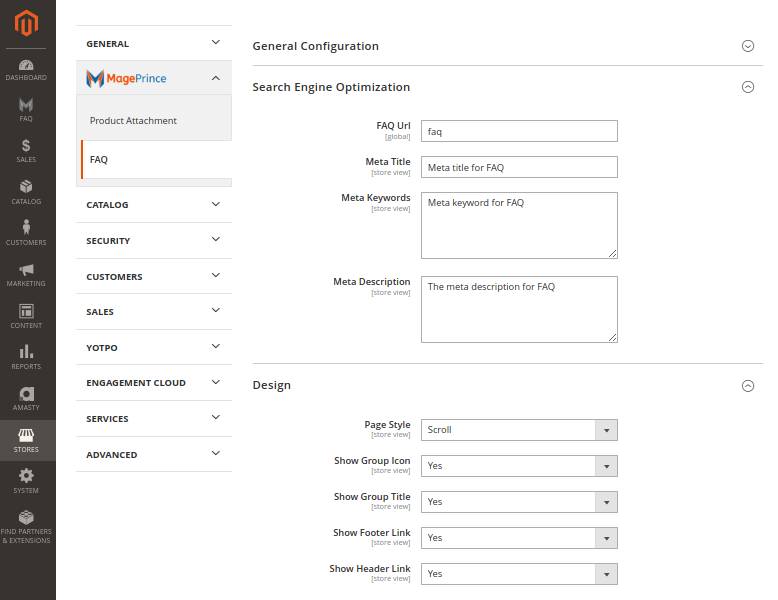 DASHBOARD
FAQ
SALES
CATALOG
CUSTOMERS
MARKETING
CONTENT
REPORTS
AMASTY
STORES
SYSTEM
FIND PARTNERS
& EXTENSIONS
GENERAL
MagePrince
Product Attachment
FAQ
CATALOG
SECURITY
CUSTOMERS
SALES
YOTPO
ENGAGEMENT CLOUD
SERVICES
ADVANCED
General Configuration
Search Engine Optimization
FAQ Url
[global]
faq
Meta Title
[store view]
Meta title for FAQ
Meta Keywords
[store view]
Meta keyword for FAQ
Meta Description
[store view]
The meta description for FAQ
Design
Page Style
[store view]
Scroll
Show Group Icon
[store view]
Yes
Show Group Title
[store view]
Yes
Show Footer Link
[store view]
Yes
Show Header Link
[store view]
Yes